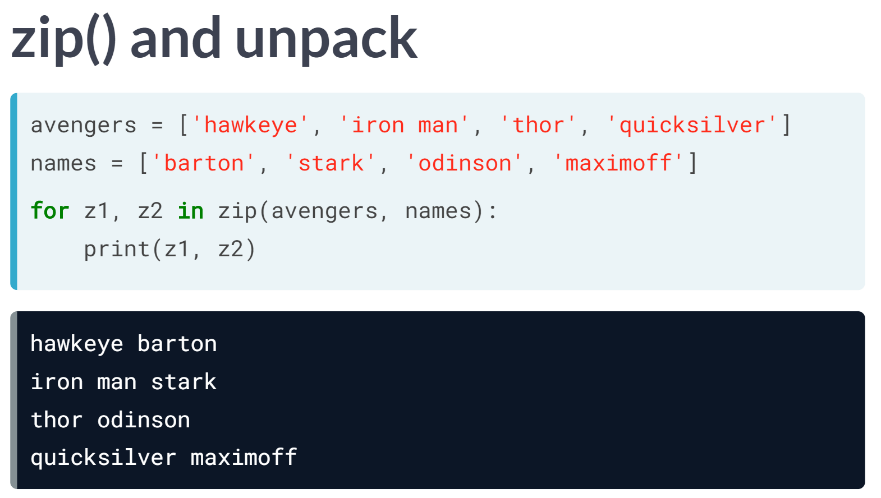 zip() and unpack
avengers = ['hawkeye', 'iron man', 'thor', 'quicksilver']
names = ['barton', 'stark', 'odinson', 'maximoff']
for z1, z2 in zip(avengers, names):
    print(z1, z2)
hawkeye barton
iron man stark
thor odinson
quicksilver maximoff